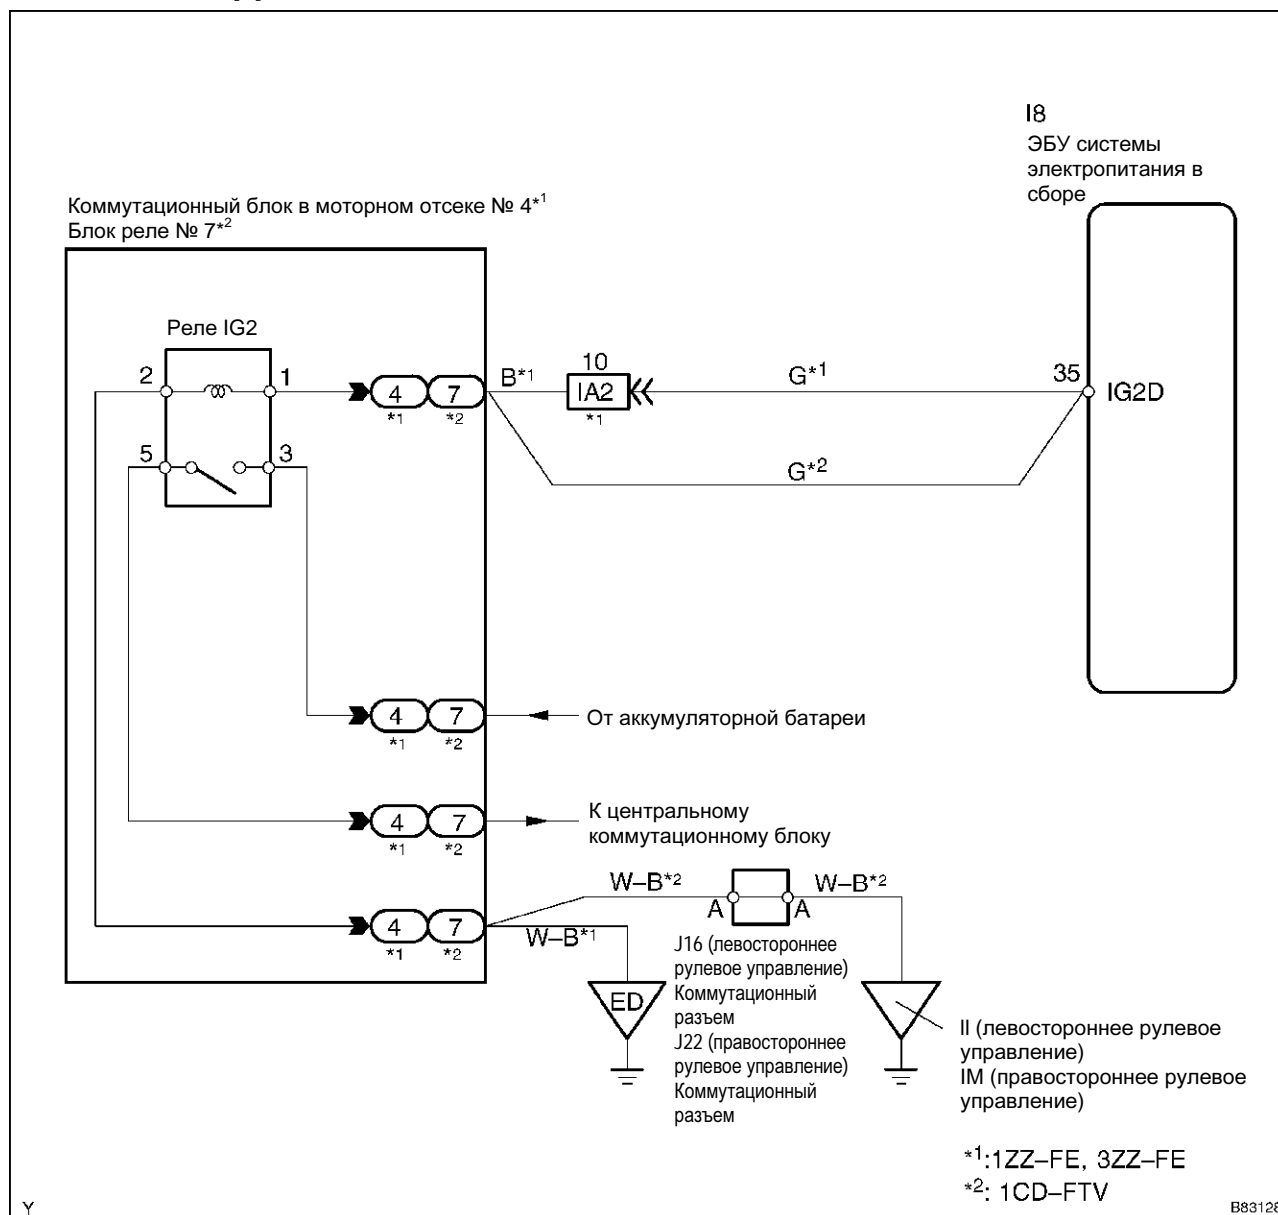 I8
ЭБУ системы
электропитания в
сборе
Коммутационный блок в моторном отсеке № 4*1
Блок реле № 7*2
Реле IG2
2
1
4
*1
7
*2
B*1
10
IA2
*1
G*1
35
IG2D
5
3
G*2
4
*1
7
*2
От аккумуляторной батареи
4
*1
7
*2
К центральному
коммутационному блоку
4
*1
7
*2
W–B*2
A
A
W–B*2
W–B*1
ED
J16 (левостороннее
рулевое управление)
Коммутационный
разъем
J22 (правостороннее
рулевое управление)
Коммутационный
разъем
II (левостороннее рулевое
управление)
IM (правостороннее рулевое
управление)
*1:1ZZ–FE, 3ZZ–FE
*2: 1CD–FTV
Y
B83128